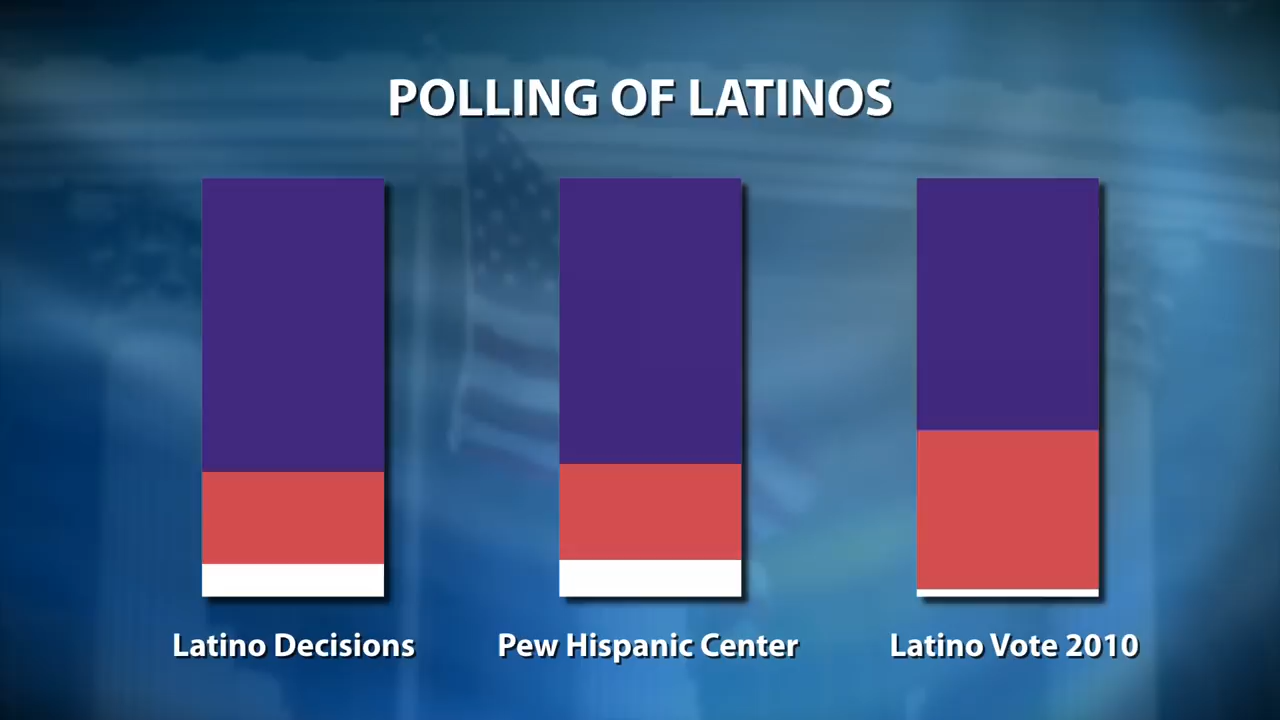 POLLING OF LATINOS
Latino Decisions
Pew Hispanic Center
Latino Vote 2010